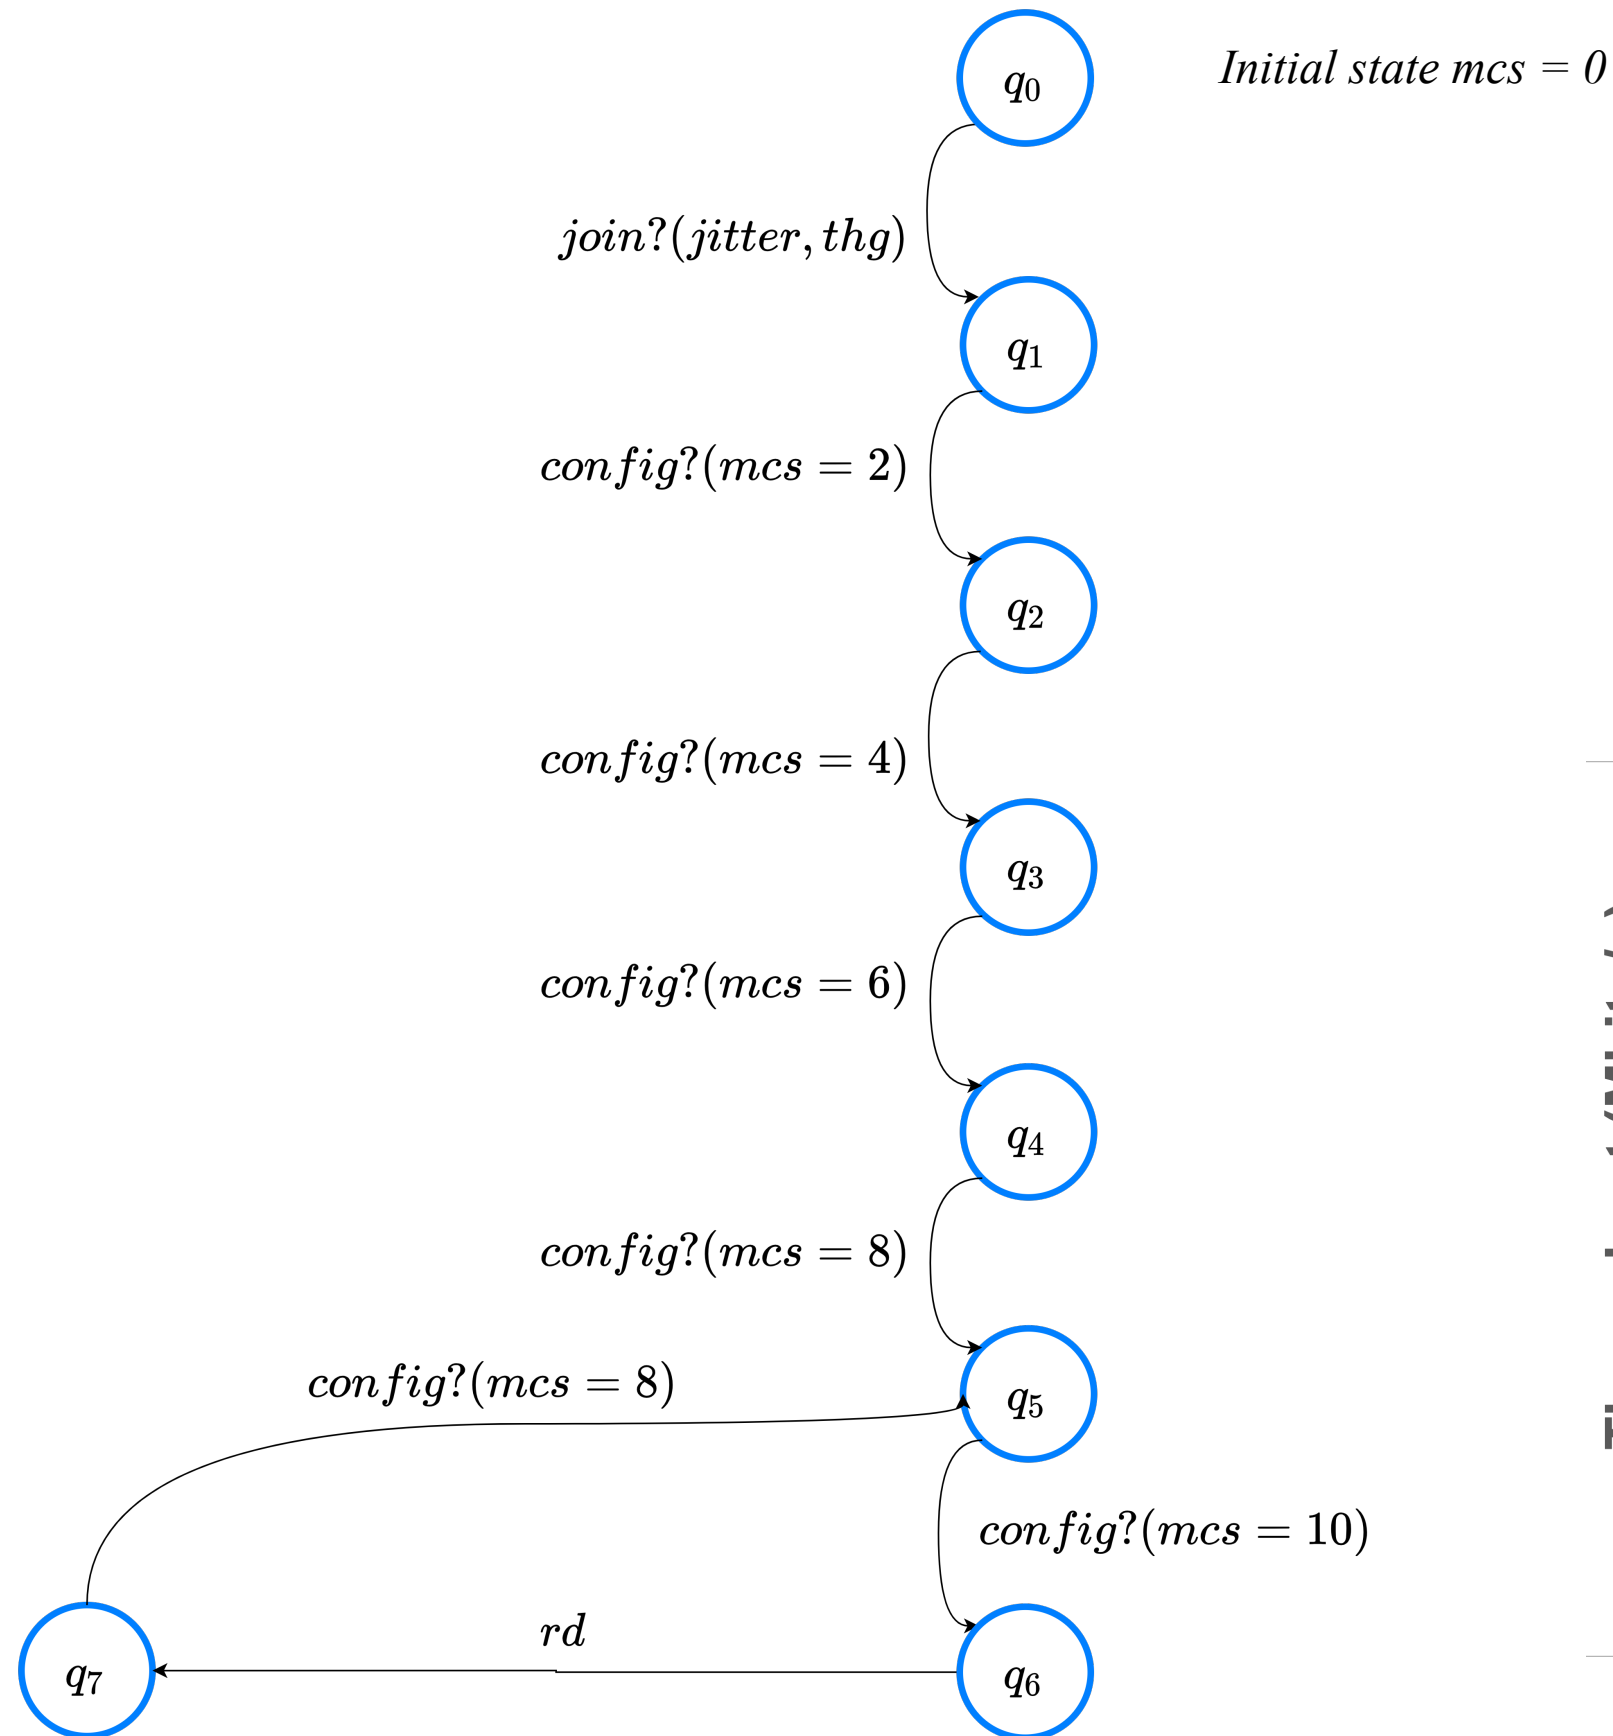 q0
Initial state mcs = 0
join?(jitter, thg)
q1
config?(mcs = 2)
q2
config?(mcs = 4)
q3
config?(mcs = 6)
q4
config?(mcs = 8)
config?(mcs = 8)
q5
config?(mcs = 10)
rd
q7
q6